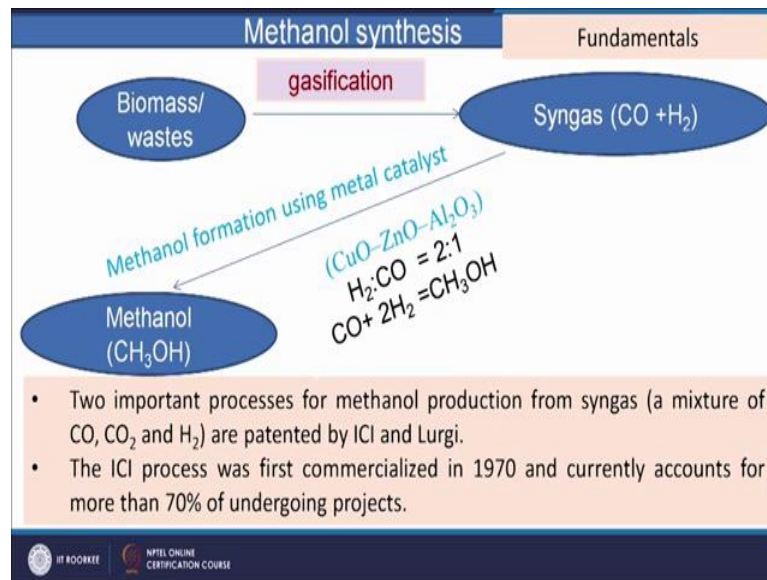 Methanol synthesis
Fundamentals
gasification
Biomass/
wastes
Syngas (CO +H₂)
Methanol formation using metal catalyst
(CuO–ZnO–Al₂O₃)
H₂:CO = 2:1
CO+ 2H₂ =CH₃OH
Methanol
(CH₃OH)
• Two important processes for methanol production from syngas (a mixture of
CO, CO₂ and H₂) are patented by ICI and Lurgi.
• The ICI process was first commercialized in 1970 and currently accounts for
more than 70% of undergoing projects.
IIT ROORKEE
NPTEL ONLINE
CERTIFICATION COURSE